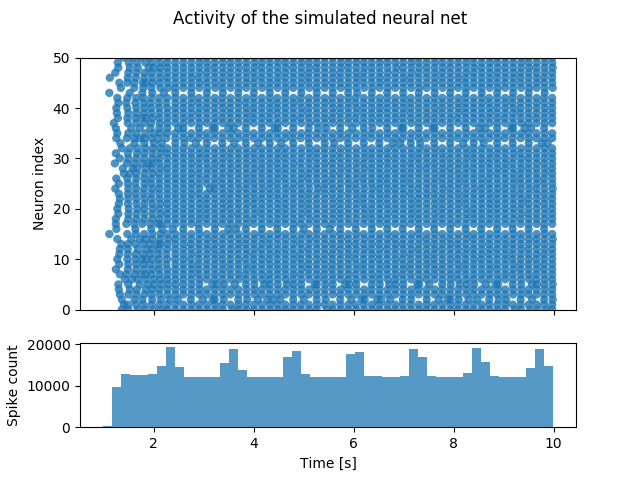 Activity of the simulated neural net
50
40
30
20
10
0
Neuron index
20000
10000
0
Spike count
2 4 6 8 10
Time [s]